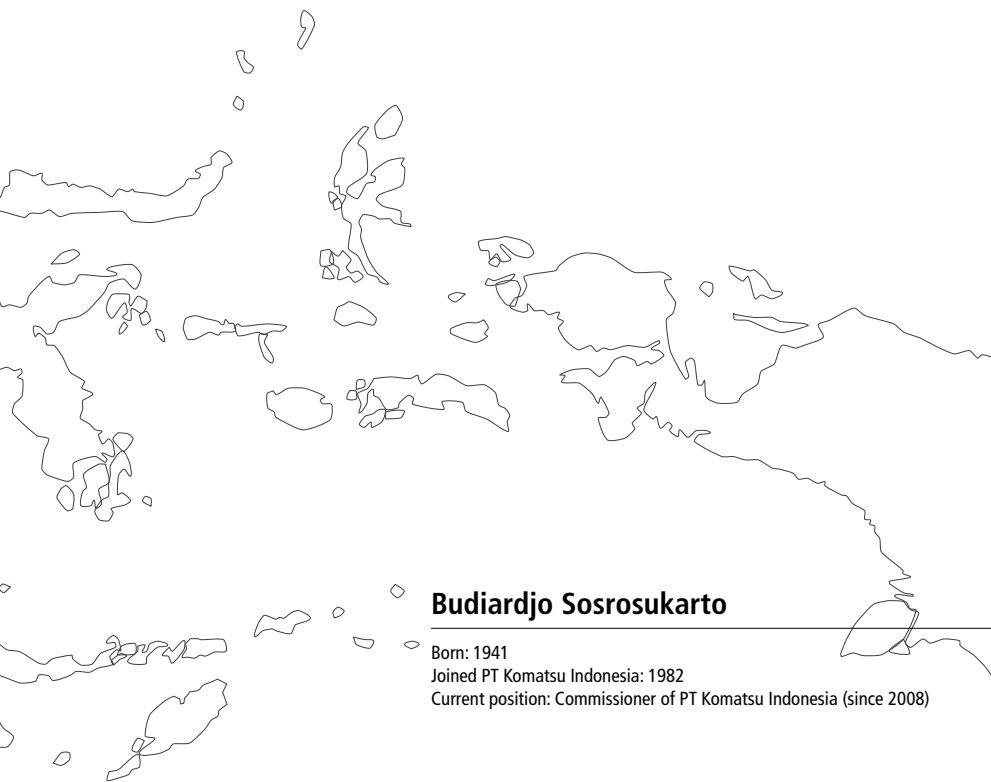 Budiardjo Sosrosukarto
Born: 1941
Joined PT Komatsu Indonesia: 1982
Current position: Commissioner of PT Komatsu Indonesia (since 2008)